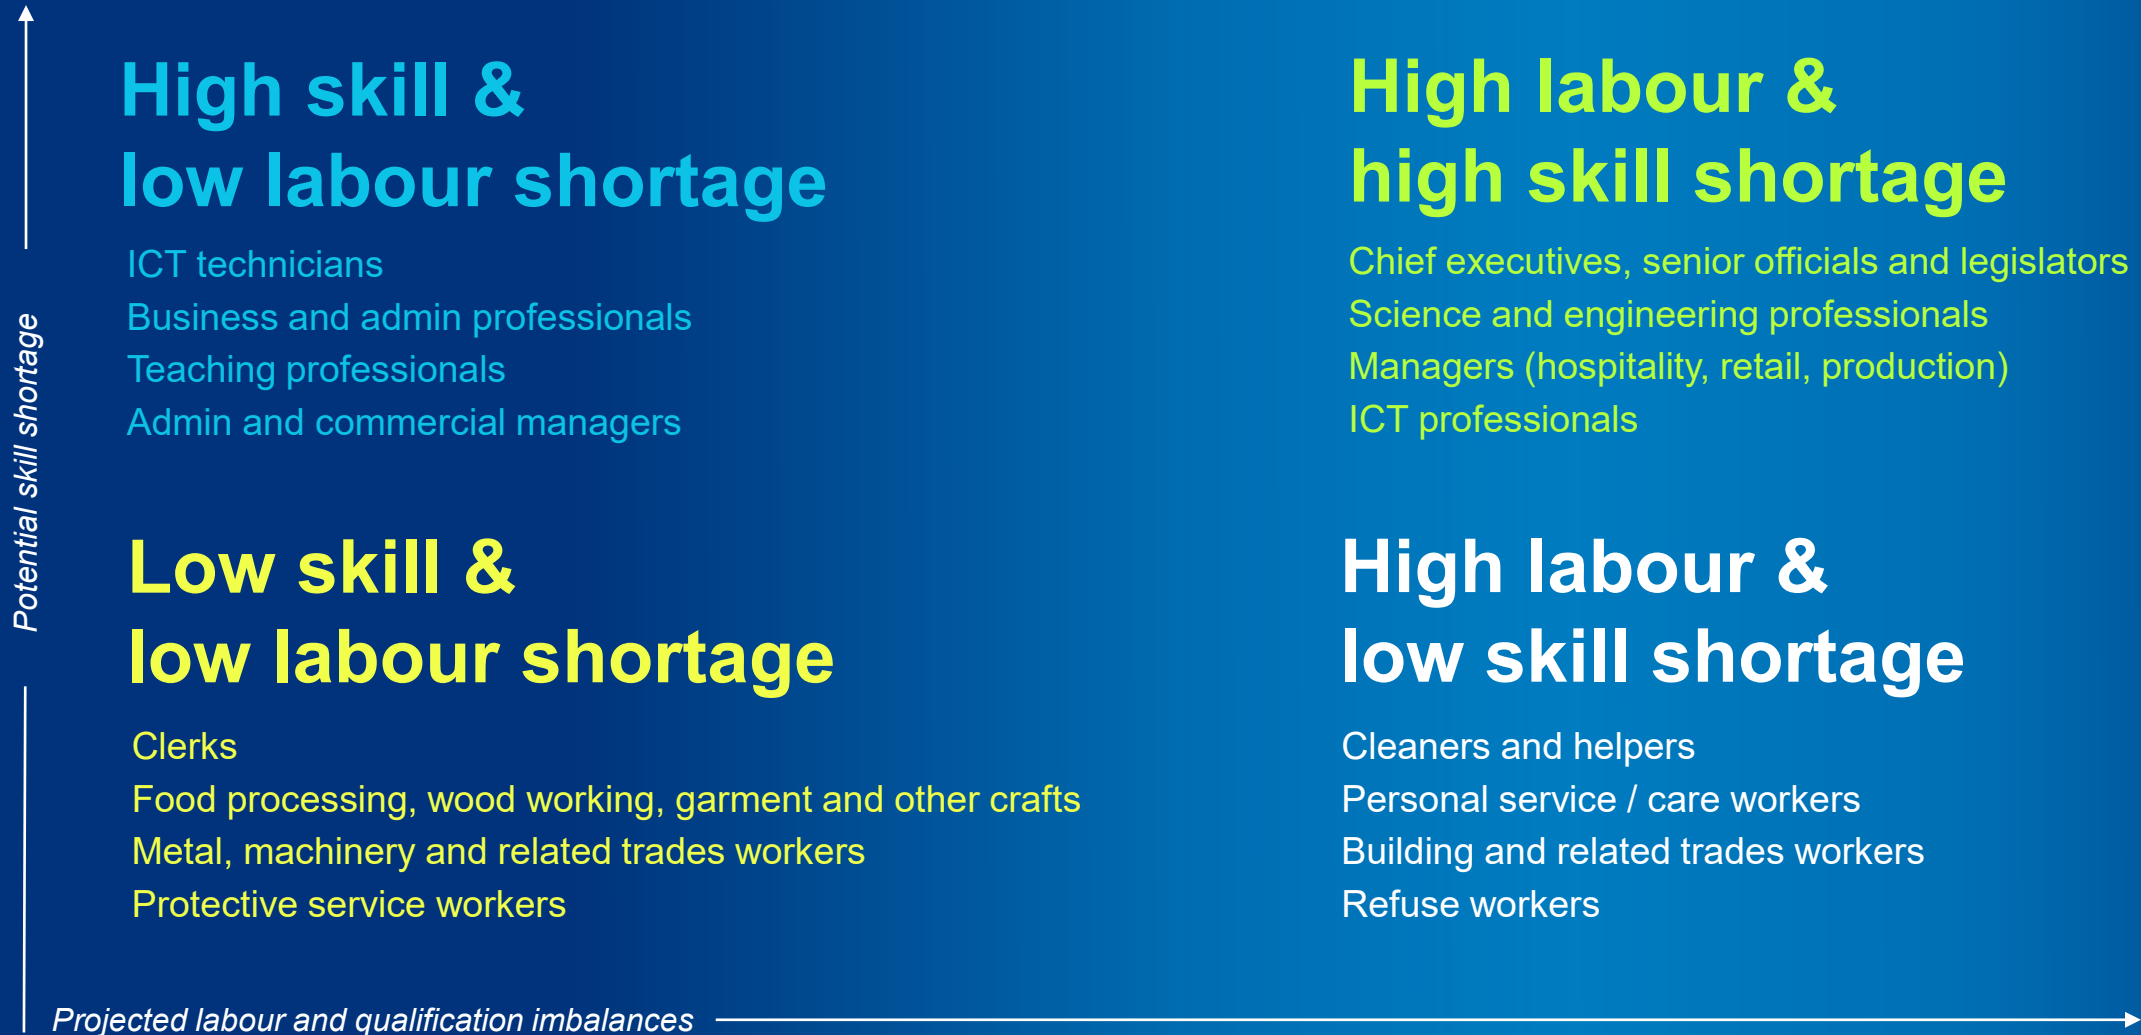 High skill &
low labour shortage
ICT technicians
Business and admin professionals
Teaching professionals
Admin and commercial managers
High labour &
high skill shortage
Chief executives, senior officials and legislators
Science and engineering professionals
Managers (hospitality, retail, production)
ICT professionals
Potential skill shortage
Low skill &
low labour shortage
Clerks
Food processing, wood working, garment and other crafts
Metal, machinery and related trades workers
Protective service workers
High labour &
low skill shortage
Cleaners and helpers
Personal service / care workers
Building and related trades workers
Refuse workers
Projected labour and qualification imbalances